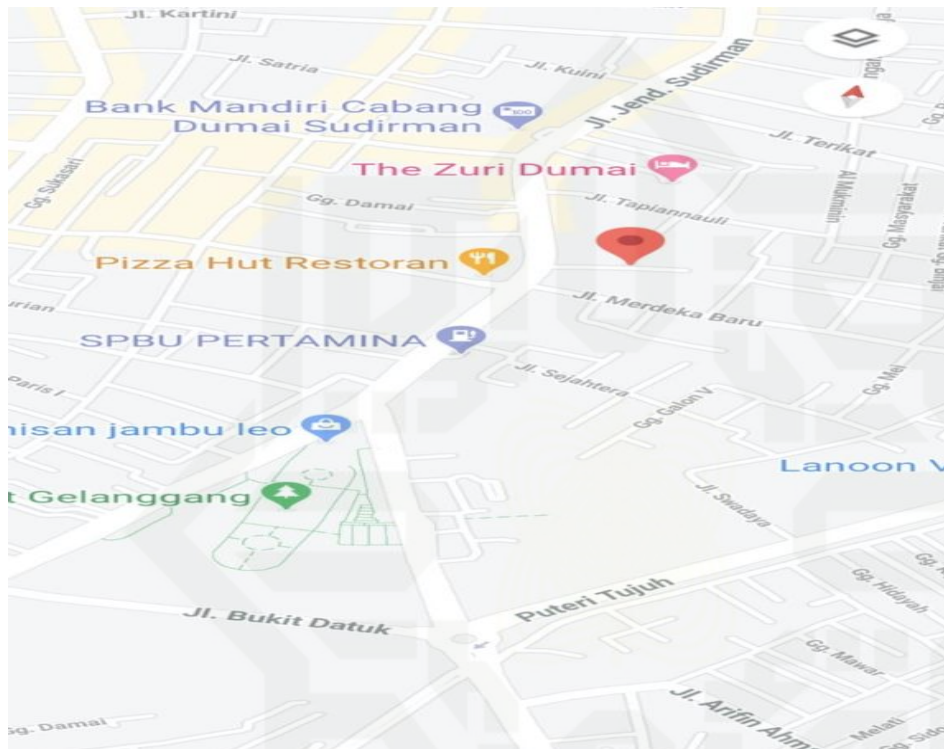 Jl. Kartini
Jl. Satria
Jl. Kuini
Jl. Jend. Sudirman
Bank Mandiri Cabang
Dumai Sudirman
Jl. Terikat
The Zuri Dumai
Gg. Sukasari
Gg. Damai
Jl. Tapiannauli
Al Mukminin
Gg. Masyarakat
Pizza Hut Restoran
Jl. Merdeka Baru
urian
SPBU PERTAMINA
Jl. Sejahtera
Paris I
Gg. Mei
Gg. Galon V
nisan jambu leo
Lanoon V
t Gelanggang
Jl. Swadaya
Puteri Tujuh
Gg. Hidayah
Jl. Bukit Datuk
Gg. Mawar
Jl. Arifin Ahm
Gg. Damai
Melati